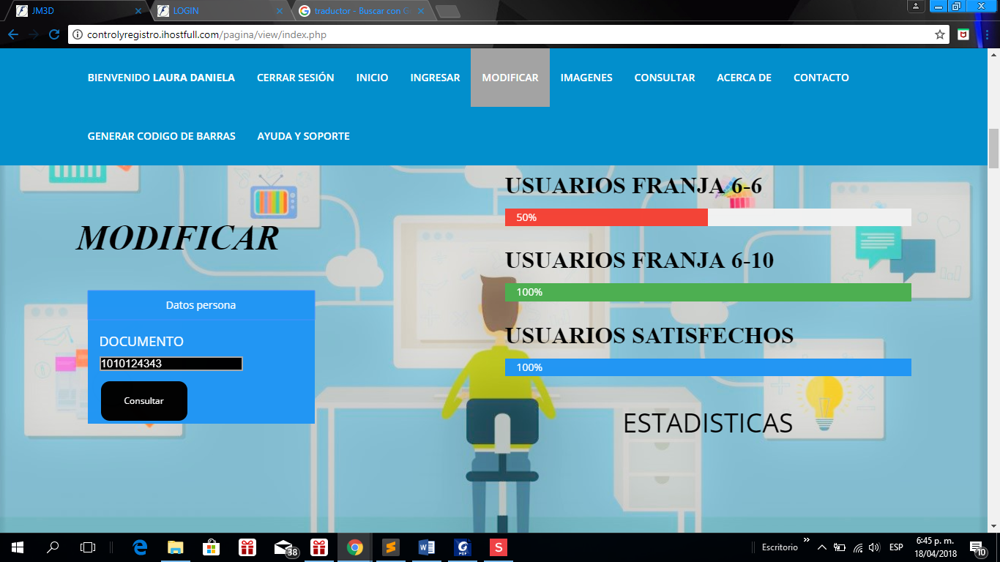 JM3D
LOGIN
traductor - Buscar con G
controlyregistro.ihostfull.com/pagina/view/index.php
BIENVENIDO LAURA DANIELA CERRAR SESIÓN INICIO INGRESAR MODIFICAR IMAGENES CONSULTAR ACERCA DE CONTACTO
GENERAR CODIGO DE BARRAS AYUDA Y SOPORTE
MODIFICAR
Datos persona
DOCUMENTO
1010124343
Consultar
USUARIOS FRANJA 6-6
50%
USUARIOS FRANJA 6-10
100%
USUARIOS SATISFECHOS
100%
ESTADISTICAS
38
PDF
S
Escritorio
ESP
6:45 p. m.
18/04/2018
10